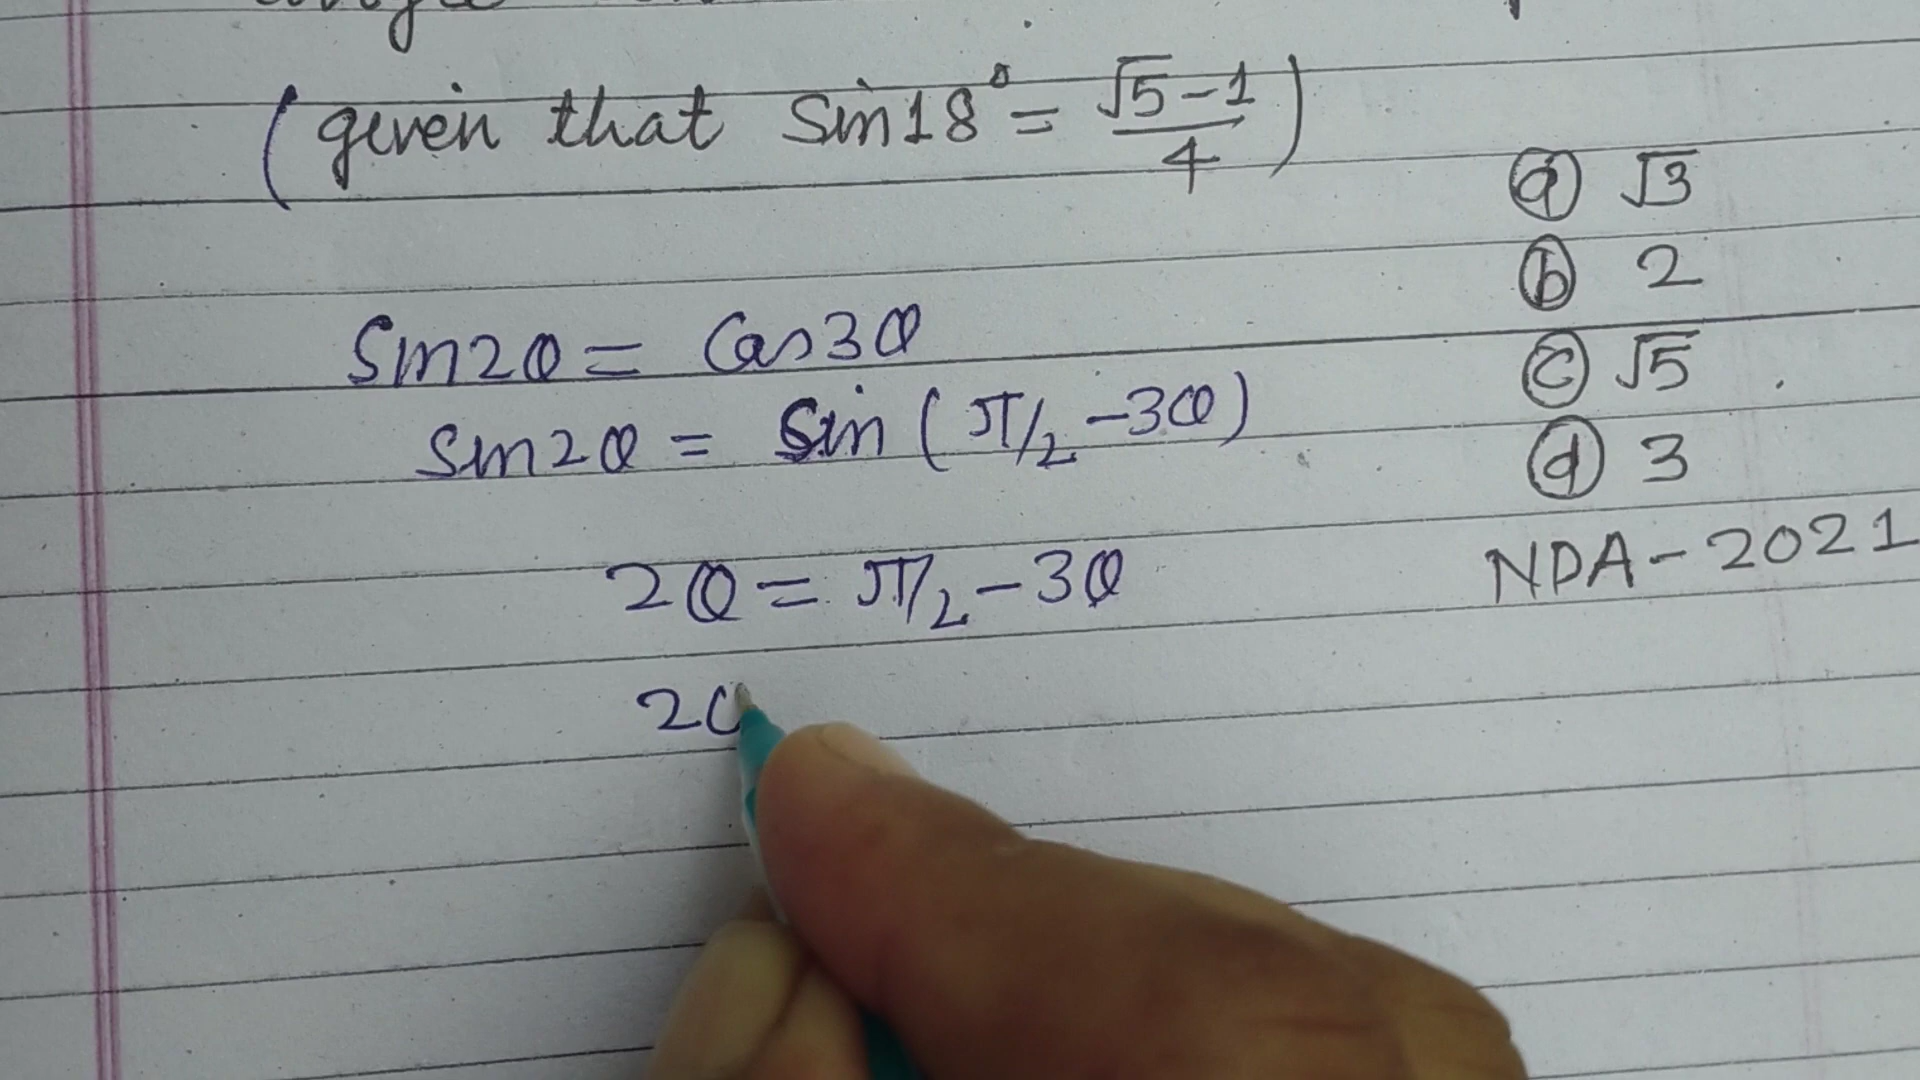 (given that Sin18° = √5-1/4)
ⓐ √3
ⓑ 2
ⓒ √5
ⓓ 3
NDA-2021
Sin2θ = Cos3θ
Sin2θ = Sin(π/2-3θ)
2θ = π/2-3θ
2